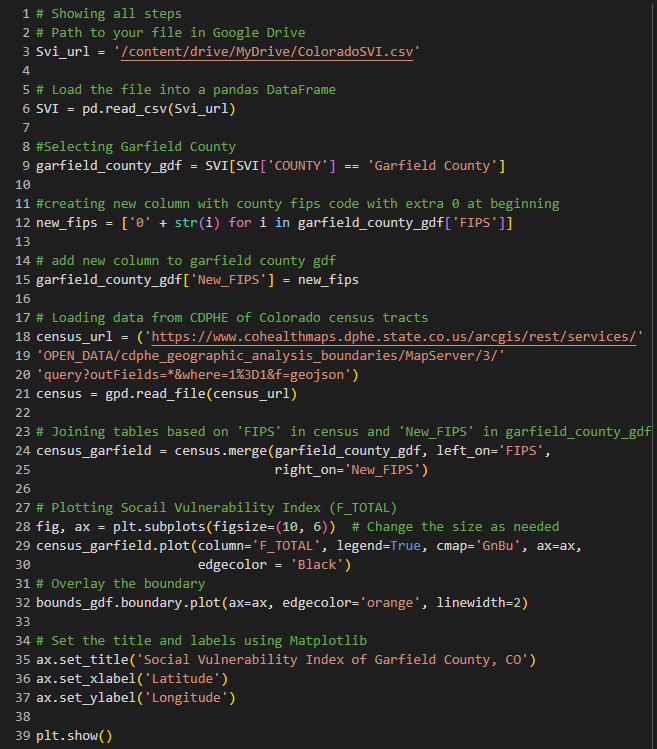 1 # Showing all steps
2 # Path to your file in Google Drive
3 Svi_url = '/content/drive/MyDrive/ColoradoSVI.csv'
4
5 # Load the file into a pandas DataFrame
6 SVI = pd.read_csv(Svi_url)
7
8 #Selecting Garfield County
9 garfield_county_gdf = SVI[SVI['COUNTY'] == 'Garfield County']
10
11 #creating new column with county fips code with extra 0 at beginning
12 new_fips = ['0' + str(i) for i in garfield_county_gdf['FIPS']]
13
14 # add new column to garfield county gdf
15 garfield_county_gdf['New_FIPS'] = new_fips
16
17 # Loading data from CDPHE of Colorado census tracts
18 census_url = ('https://www.cohealthmaps.dphe.state.co.us/arcgis/rest/services/'
19 'OPEN_DATA/cdphe_geographic_analysis_boundaries/MapServer/3/'
20 'query?outFields=*&where=1%3D1&f=geojson')
21 census = gpd.read_file(census_url)
22
23 # Joining tables based on 'FIPS' in census and 'New_FIPS' in garfield_county_gdf
24 census_garfield = census.merge(garfield_county_gdf, left_on='FIPS',
25                               right_on='New_FIPS')
26
27 # Plotting Socail Vulnerability Index (F_TOTAL)
28 fig, ax = plt.subplots(figsize=(10, 6))  # Change the size as needed
29 census_garfield.plot(column='F_TOTAL', legend=True, cmap='GnBu', ax=ax,
30                     edgecolor = 'Black')
31 # Overlay the boundary
32 bounds_gdf.boundary.plot(ax=ax, edgecolor='orange', linewidth=2)
33
34 # Set the title and labels using Matplotlib
35 ax.set_title('Social Vulnerability Index of Garfield County, CO')
36 ax.set_xlabel('Latitude')
37 ax.set_ylabel('Longitude')
38
39 plt.show()